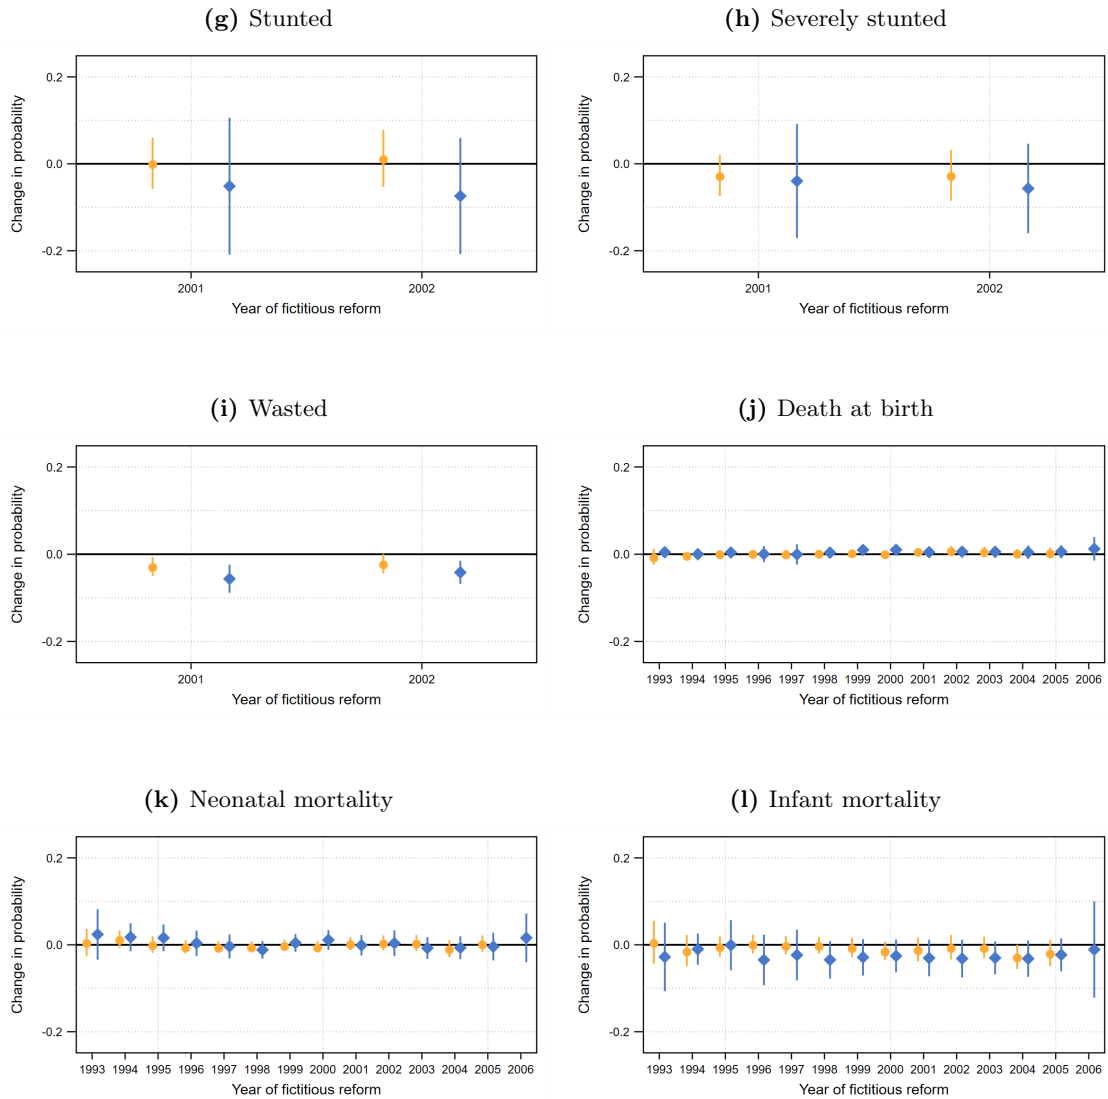 (g) Stunted
(h) Severely stunted
Change in probability
0.2
0.0
-0.2
2001 2002
Year of fictitious reform
Change in probability
0.2
0.0
-0.2
2001 2002
Year of fictitious reform
(i) Wasted
(j) Death at birth
Change in probability
0.2
0.0
-0.2
2001 2002
Year of fictitious reform
Change in probability
0.2
0.0
-0.2
1993 1994 1995 1996 1997 1998 1999 2000 2001 2002 2003 2004 2005 2006
Year of fictitious reform
(k) Neonatal mortality
(l) Infant mortality
Change in probability
0.2
0.0
-0.2
1993 1994 1995 1996 1997 1998 1999 2000 2001 2002 2003 2004 2005 2006
Year of fictitious reform
Change in probability
0.2
0.0
-0.2
1993 1994 1995 1996 1997 1998 1999 2000 2001 2002 2003 2004 2005 2006
Year of fictitious reform